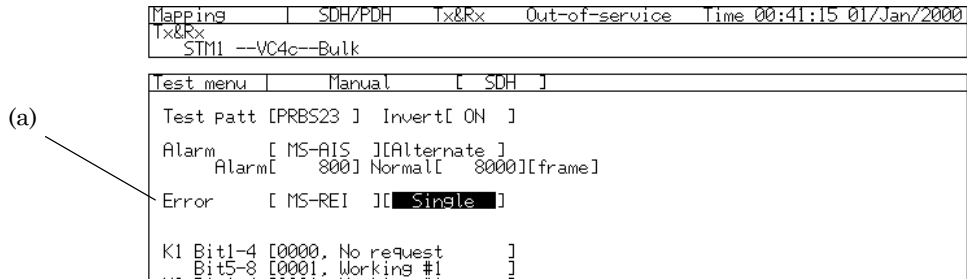 Mapping | SDH/PDH Tx&Rx Out-of-service Time 00:41:15 01/Jan/2000
Tx&Rx
STM1 --VC4c--Bulk
Test menu | Manual [ SDH ]
(a)
Test patt [PRBS23 ] Invert[ ON ]
Alarm [ MS-AIS ][Alternate ]
Alarm[ 800] Normal[ 8000][frame]
Error [ MS-REI ][ Single ]
K1 Bit1-4 [0000, No request ]
Bit5-8 [0001, Working #1 ]